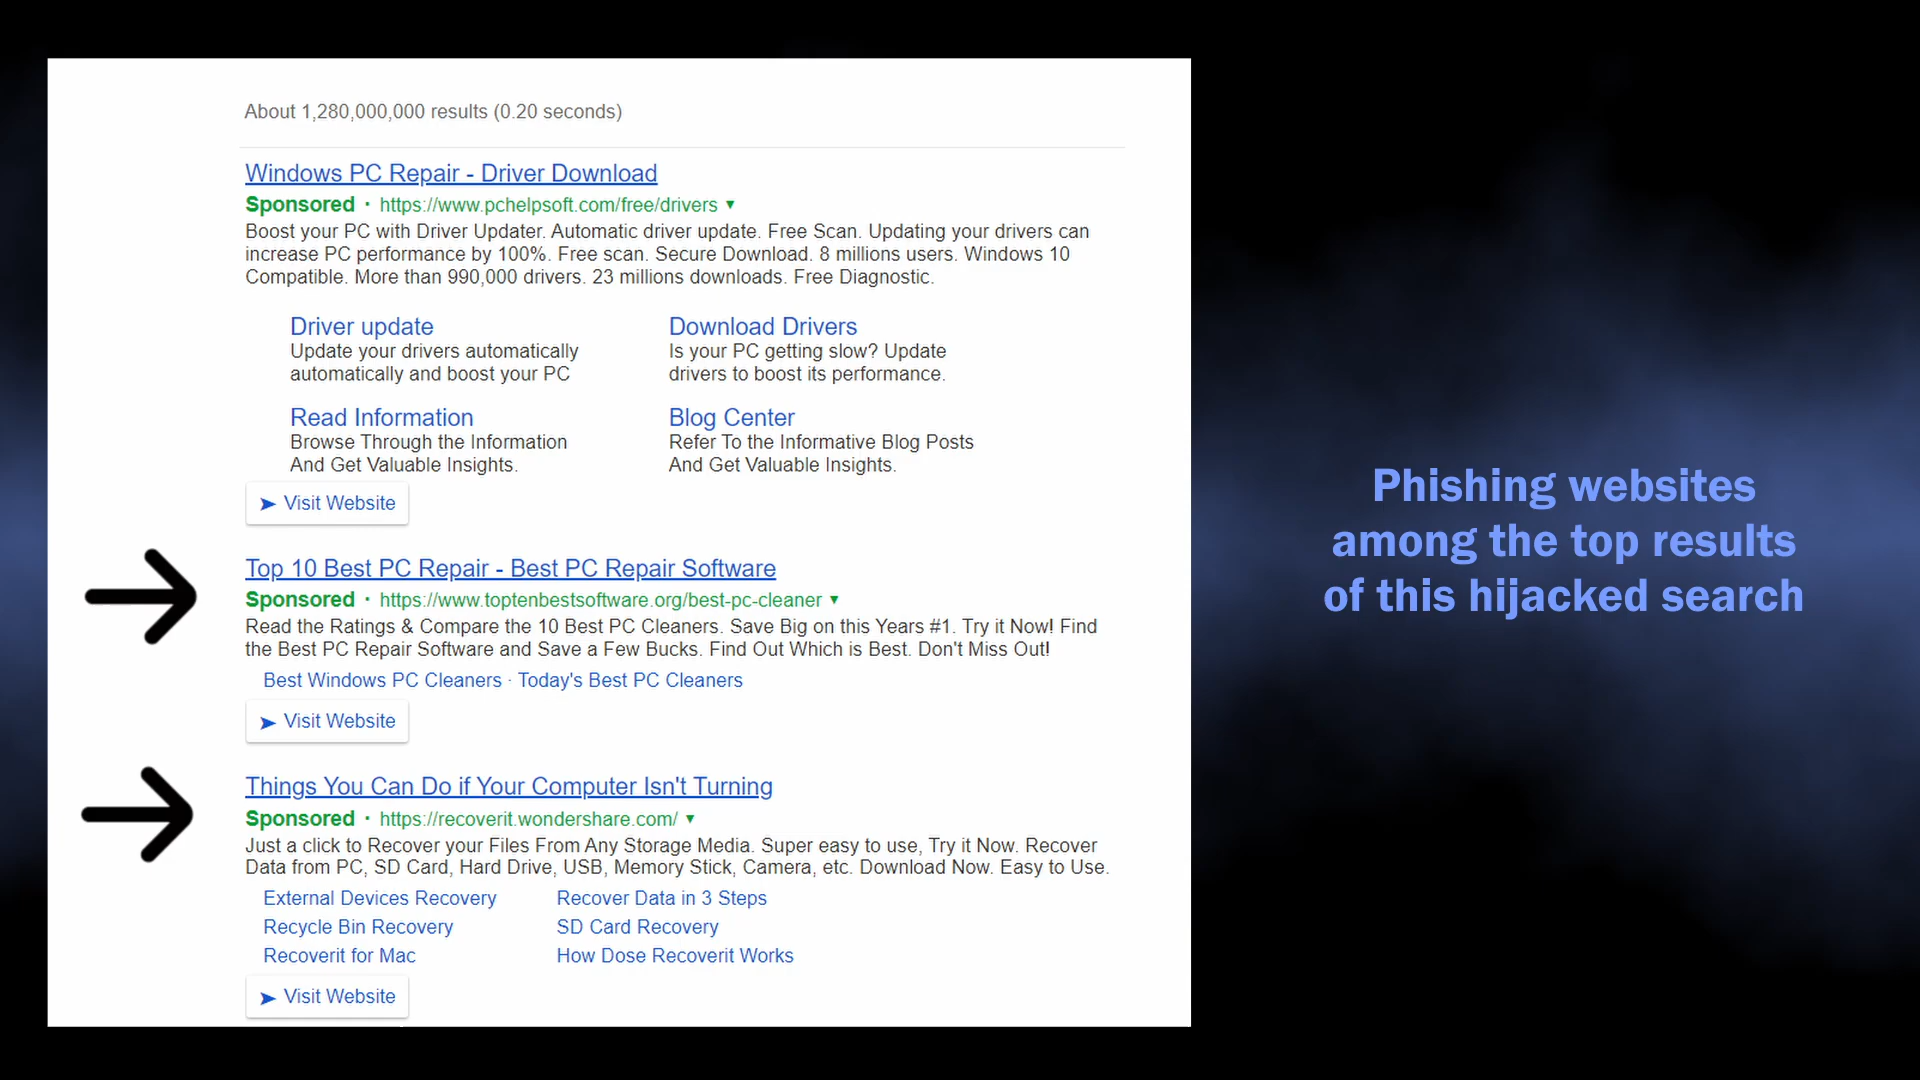 About 1,280,000,000 results (0.20 seconds)
Windows PC Repair - Driver Download
Sponsored · https://www.pchelpsoft.com/free/drivers ▼
Boost your PC with Driver Updater. Automatic driver update. Free Scan. Updating your drivers can
increase PC performance by 100%. Free scan. Secure Download. 8 millions users. Windows 10
Compatible. More than 990,000 drivers. 23 millions downloads. Free Diagnostic.
Driver update
Update your drivers automatically
automatically and boost your PC
Download Drivers
Is your PC getting slow? Update
drivers to boost its performance.
Read Information
Browse Through the Information
And Get Valuable Insights.
Blog Center
Refer To the Informative Blog Posts
And Get Valuable Insights.
➤ Visit Website
Top 10 Best PC Repair - Best PC Repair Software
Sponsored · https://www.toptenbestsoftware.org/best-pc-cleaner ▼
Read the Ratings & Compare the 10 Best PC Cleaners. Save Big on this Years #1. Try it Now! Find
the Best PC Repair Software and Save a Few Bucks. Find Out Which is Best. Don't Miss Out!
Best Windows PC Cleaners · Today's Best PC Cleaners
➤ Visit Website
Things You Can Do if Your Computer Isn't Turning
Sponsored · https://recoverit.wondershare.com/ ▼
Just a click to Recover your Files From Any Storage Media. Super easy to use, Try it Now. Recover
Data from PC, SD Card, Hard Drive, USB, Memory Stick, Camera, etc. Download Now. Easy to Use.
External Devices Recovery
Recover Data in 3 Steps
Recycle Bin Recovery
SD Card Recovery
Recoverit for Mac
How Dose Recoverit Works
➤ Visit Website
Phishing websites
among the top results
of this hijacked search